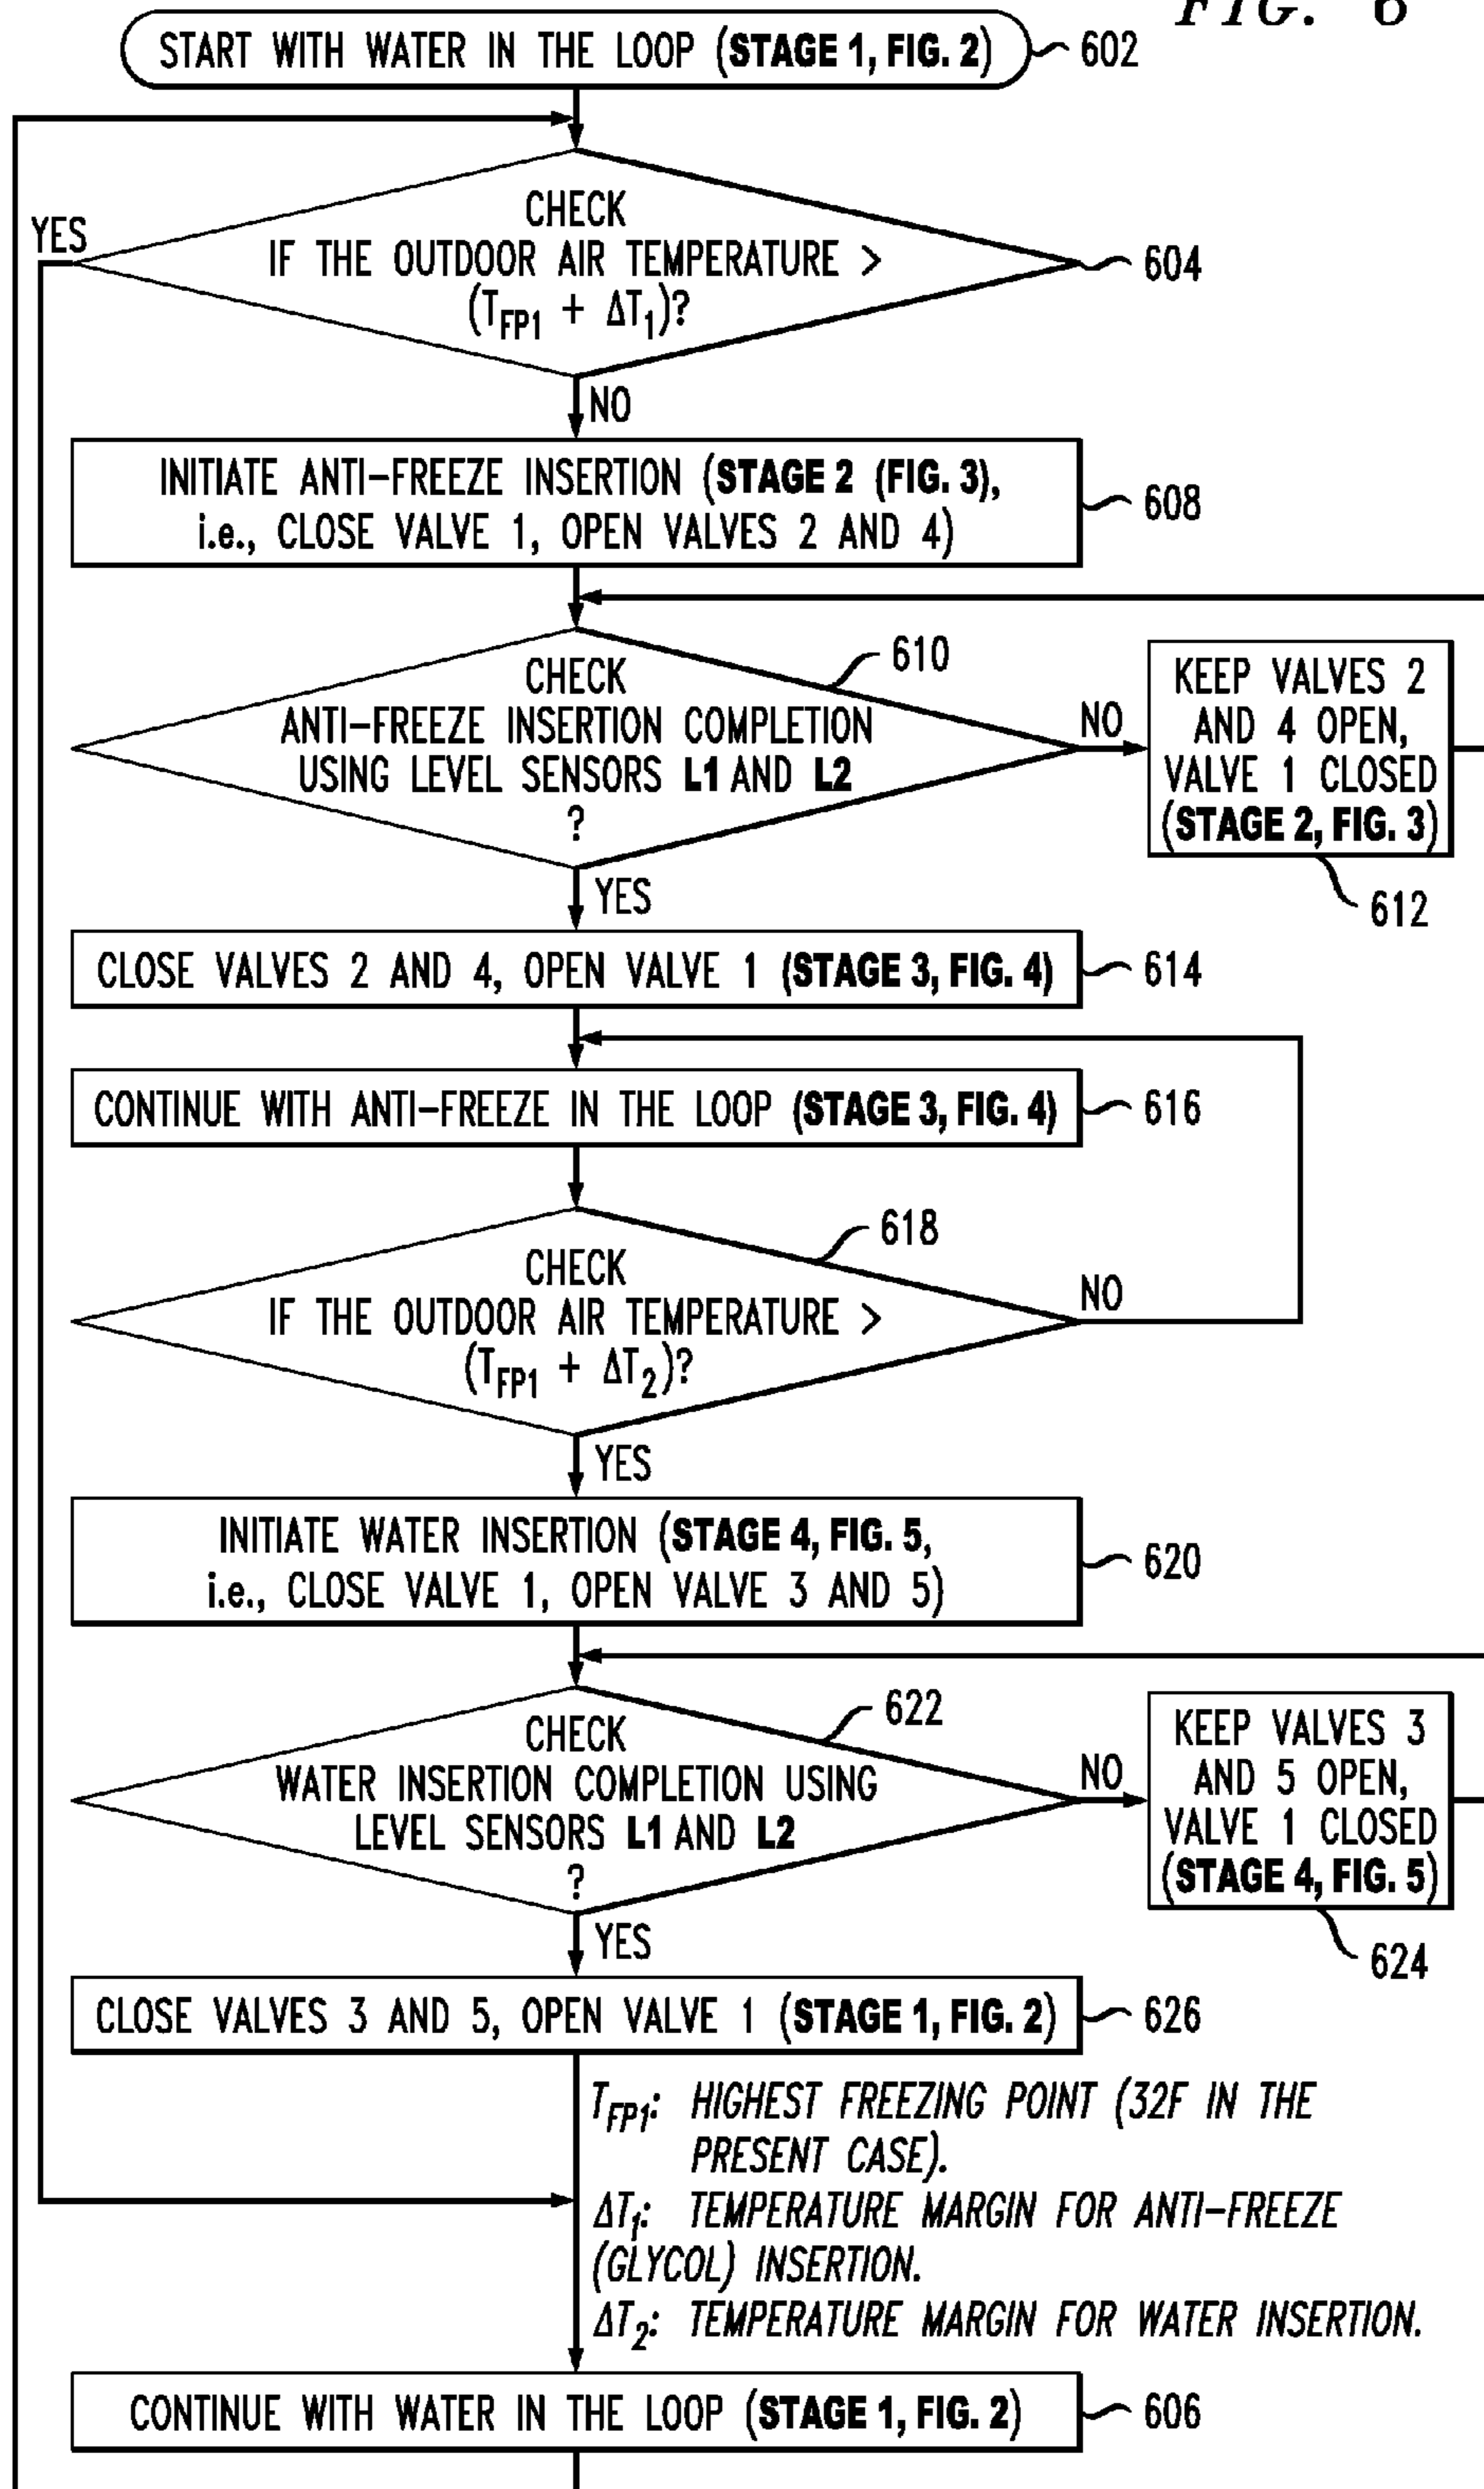 FIG. 6
START WITH WATER IN THE LOOP (STAGE 1, FIG. 2)
602
CHECK
IF THE OUTDOOR AIR TEMPERATURE >
(T_FP1 + ΔT_1)?
604
YES
NO
INITIATE ANTI-FREEZE INSERTION (STAGE 2 (FIG. 3),
i.e., CLOSE VALVE 1, OPEN VALVES 2 AND 4)
608
CHECK
ANTI-FREEZE INSERTION COMPLETION
USING LEVEL SENSORS L1 AND L2
?
610
NO
KEEP VALVES 2
AND 4 OPEN,
VALVE 1 CLOSED
(STAGE 2, FIG. 3)
612
YES
CLOSE VALVES 2 AND 4, OPEN VALVE 1 (STAGE 3, FIG. 4)
614
CONTINUE WITH ANTI-FREEZE IN THE LOOP (STAGE 3, FIG. 4)
616
CHECK
IF THE OUTDOOR AIR TEMPERATURE >
(T_FP1 + ΔT_2)?
618
NO
YES
INITIATE WATER INSERTION (STAGE 4, FIG. 5,
i.e., CLOSE VALVE 1, OPEN VALVE 3 AND 5)
620
CHECK
WATER INSERTION COMPLETION USING
LEVEL SENSORS L1 AND L2
?
622
NO
KEEP VALVES 3
AND 5 OPEN,
VALVE 1 CLOSED
(STAGE 4, FIG. 5)
624
YES
CLOSE VALVES 3 AND 5, OPEN VALVE 1 (STAGE 1, FIG. 2)
626
T_FP1: HIGHEST FREEZING POINT (32F IN THE
PRESENT CASE).
ΔT_1: TEMPERATURE MARGIN FOR ANTI-FREEZE
(GLYCOL) INSERTION.
ΔT_2: TEMPERATURE MARGIN FOR WATER INSERTION.
CONTINUE WITH WATER IN THE LOOP (STAGE 1, FIG. 2)
606